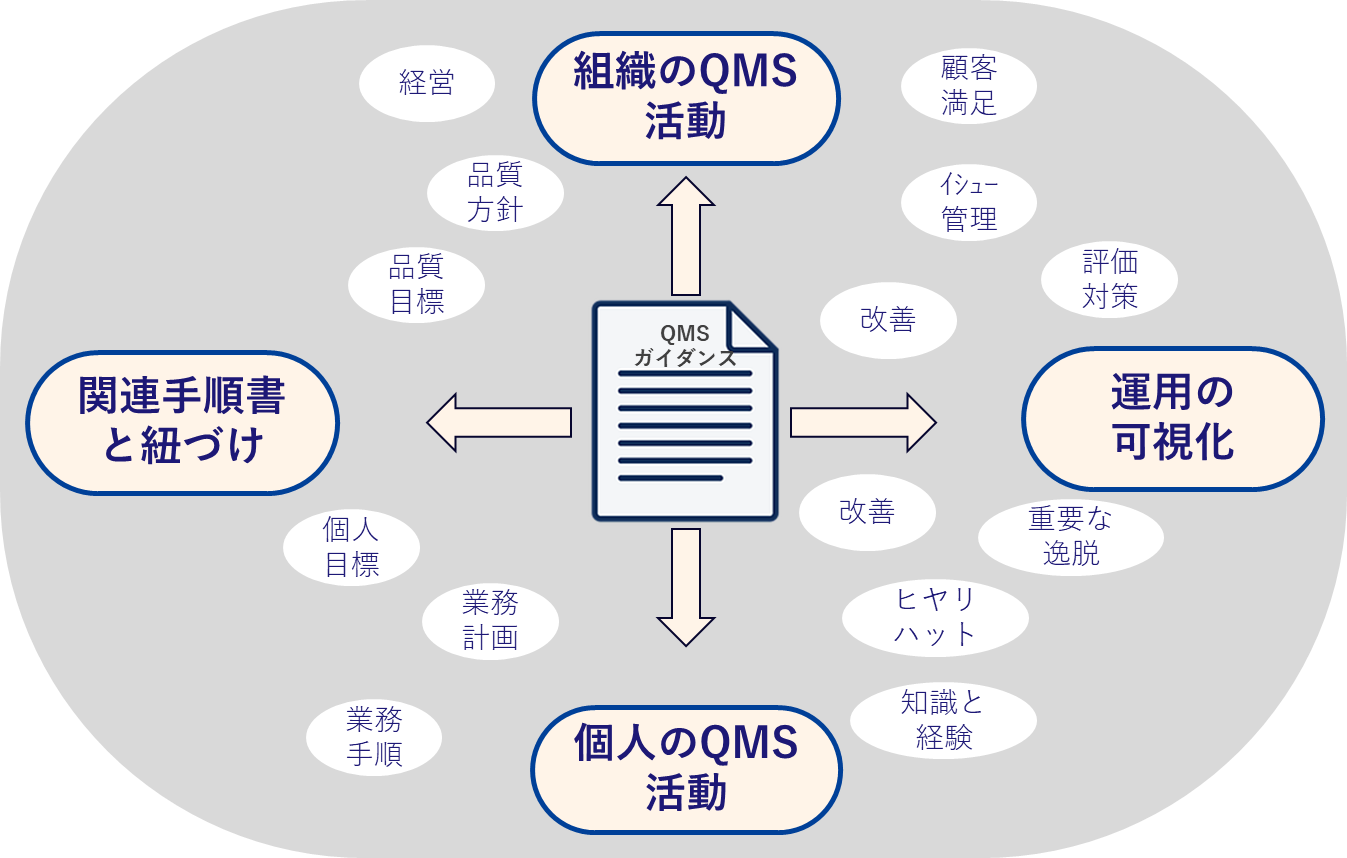 組織のQMS
活動
経営
顧客
満足
品質
方針
ｲｼｭｰ
管理
品質
目標
評価
対策
改善
QMS
ガイダンス
関連手順書
と紐づけ
運用の
可視化
改善
重要な
逸脱
個人
目標
業務
計画
ヒヤリ
ハット
知識と
経験
業務
手順
個人のQMS
活動